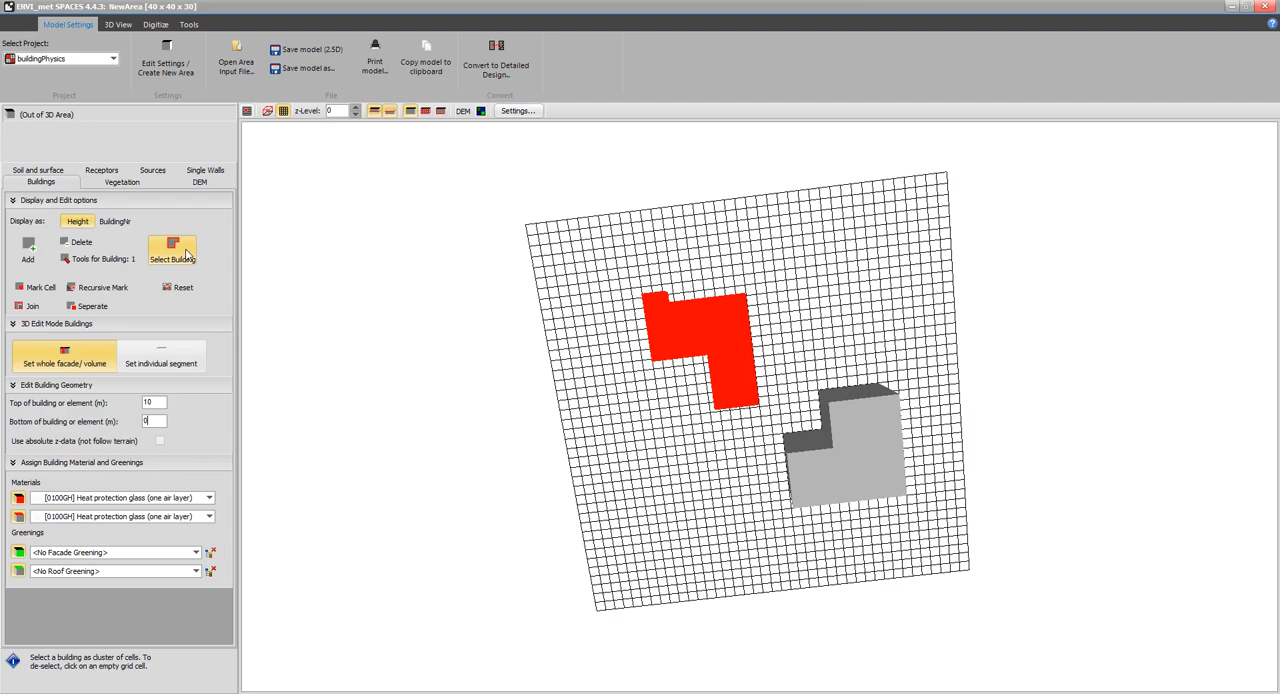 ENVI_met SPACES 4.4.3: NewArea [40 x 40 x 30]
Model Settings 3D View Digitize Tools
Select Project:
buildingPhysics
Edit Settings /
Create New Area
Open Area
Input File...
Save model (2.5D)
Save model as...
Print
model...
Copy model to
clipboard
Convert to Detailed
Design...
Project Settings File Convert
(Out of 3D Area)
z-Level: 0 DEM Settings...
Soil and surface Receptors Sources Single Walls
Buildings Vegetation DEM
Display and Edit options
Display as: Height BuildingNr
Add
Delete
Tools for Building: 1
Select Building
Mark Cell Recursive Mark Reset
Join Seperate
3D Edit Mode Buildings
Set whole facade/ volume Set individual segment
Edit Building Geometry
Top of building or element (m): 10
Bottom of building or element (m): 0
Use absolute z-data (not follow terrain)
Assign Building Material and Greenings
Materials
[0100GH] Heat protection glass (one air layer)
[0100GH] Heat protection glass (one air layer)
Greenings
<No Facade Greening>
<No Roof Greening>
Select a building as cluster of cells. To
de-select, click on an empty grid cell.